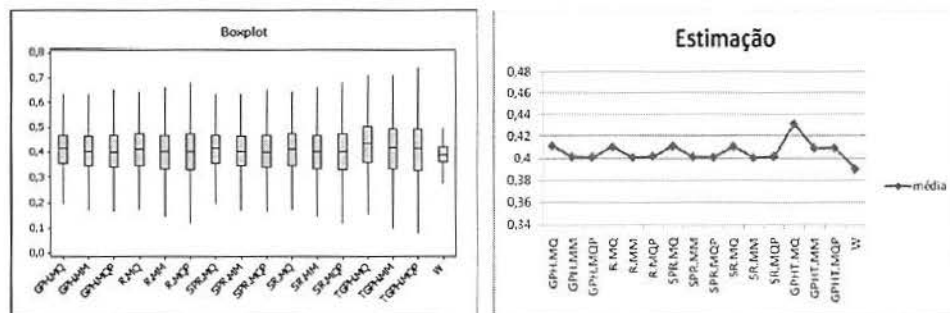 Boxplot
0,8
0,7
0,6
0,5
0,4
0,3
0,2
0,1
0,0
GPH.MQ
GPH.MM
GPH.MQP
R.MQ
R.MM
R.MQP
SPR.MQ
SPR.MM
SPR.MQP
SR.MQ
SR.MM
SR.MQP
TGPH.MQ
TGPH.MM
TGPH.MQP
W
Estimação
0,48
0,46
0,44
0,42
0,4
0,38
0,36
0,34
GPH.MQ
GPH.MM
GPH.MQP
R.MQ
R.MM
R.MQP
SPR.MQ
SPR.MM
SPR.MQP
SR.MQ
SR.MM
SR.MQP
GPHT.MQ
GPHT.MM
GPHT.MQP
W
média